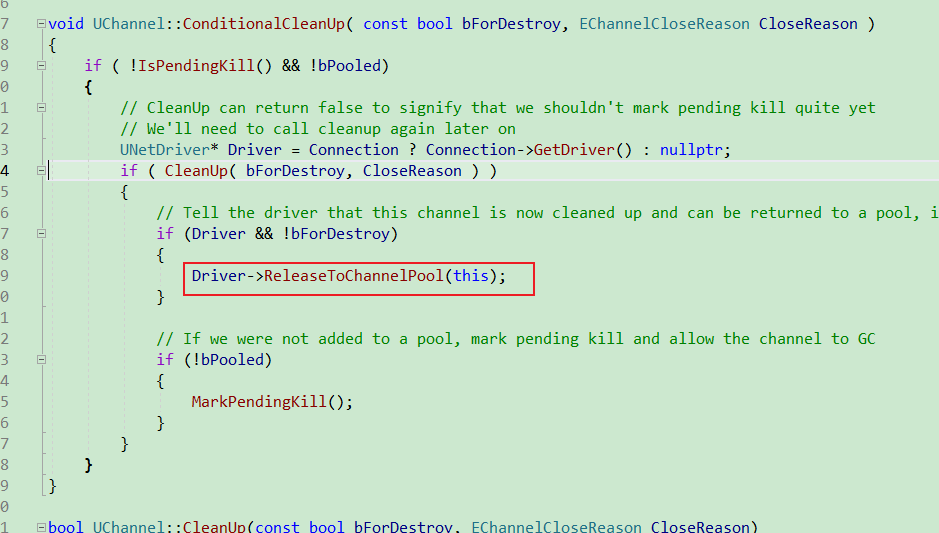 6
7 void UChannel::ConditionalCleanUp( const bool bForDestroy, EChannelCloseReason CloseReason )
8 {
9 if ( !IsPendingKill() && !bPooled)
0 {
1 // CleanUp can return false to signify that we shouldn't mark pending kill quite yet
2 // We'll need to call cleanup again later on
3 UNetDriver* Driver = Connection ? Connection->GetDriver() : nullptr;
4 if ( CleanUp( bForDestroy, CloseReason ) )
5 {
6 // Tell the driver that this channel is now cleaned up and can be returned to a pool, i
7 if (Driver && !bForDestroy)
8 {
9 Driver->ReleaseToChannelPool(this);
0 }
1
2 // If we were not added to a pool, mark pending kill and allow the channel to GC
3 if (!bPooled)
4 {
5 MarkPendingKill();
6 }
7 }
8 }
9 }
0
1 bool UChannel::CleanUp(const bool bForDestroy, EChannelCloseReason CloseReason)